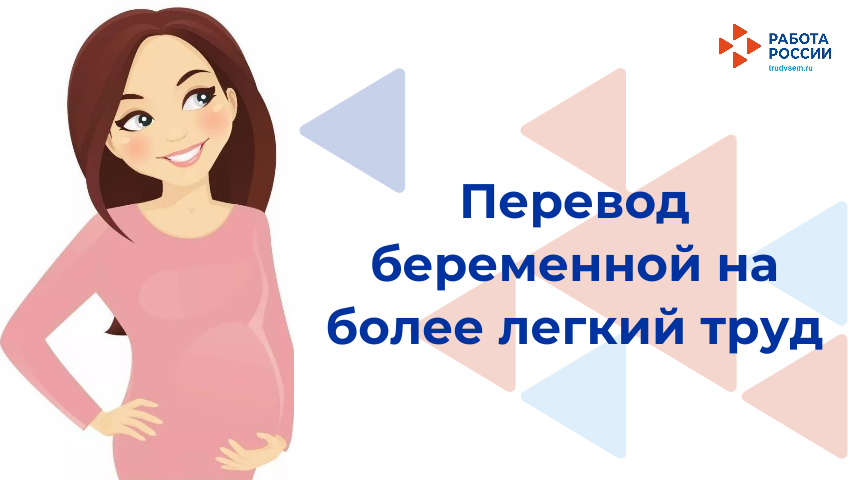 РАБОТА
РОССИИ
trudvsem.ru
Перевод
беременной на
более легкий труд